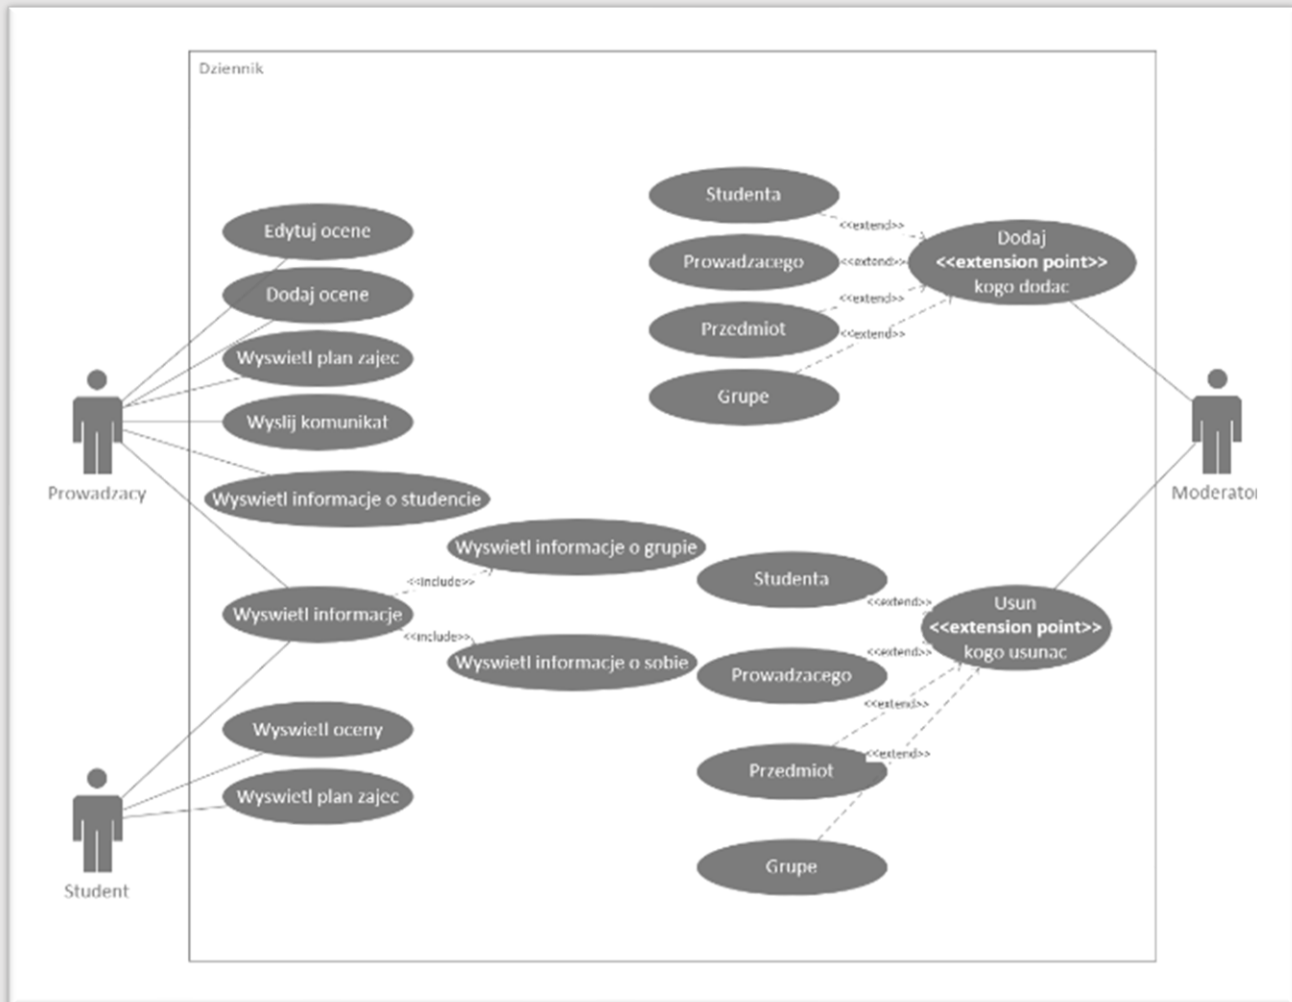 Dziennik
Edytuj ocene
Dodaj ocene
Wyswietl plan zajec
Wyslij komunikat
Wyswietl informacje o studencie
Prowadzacy
Wyswietl informacje
<<include>>
<<include>>
Wyswietl informacje o grupie
Wyswietl informacje o sobie
Wyswietl oceny
Wyswietl plan zajec
Student
Studenta
Prowadzacego
Przedmiot
Grupe
<<extend>>
<<extend>>
<<extend>>
<<extend>>
Dodaj
<<extension point>>
kogo dodac
Moderator
Studenta
Prowadzacego
Przedmiot
Grupe
<<extend>>
<<extend>>
<<extend>>
<<extend>>
Usun
<<extension point>>
kogo usunac